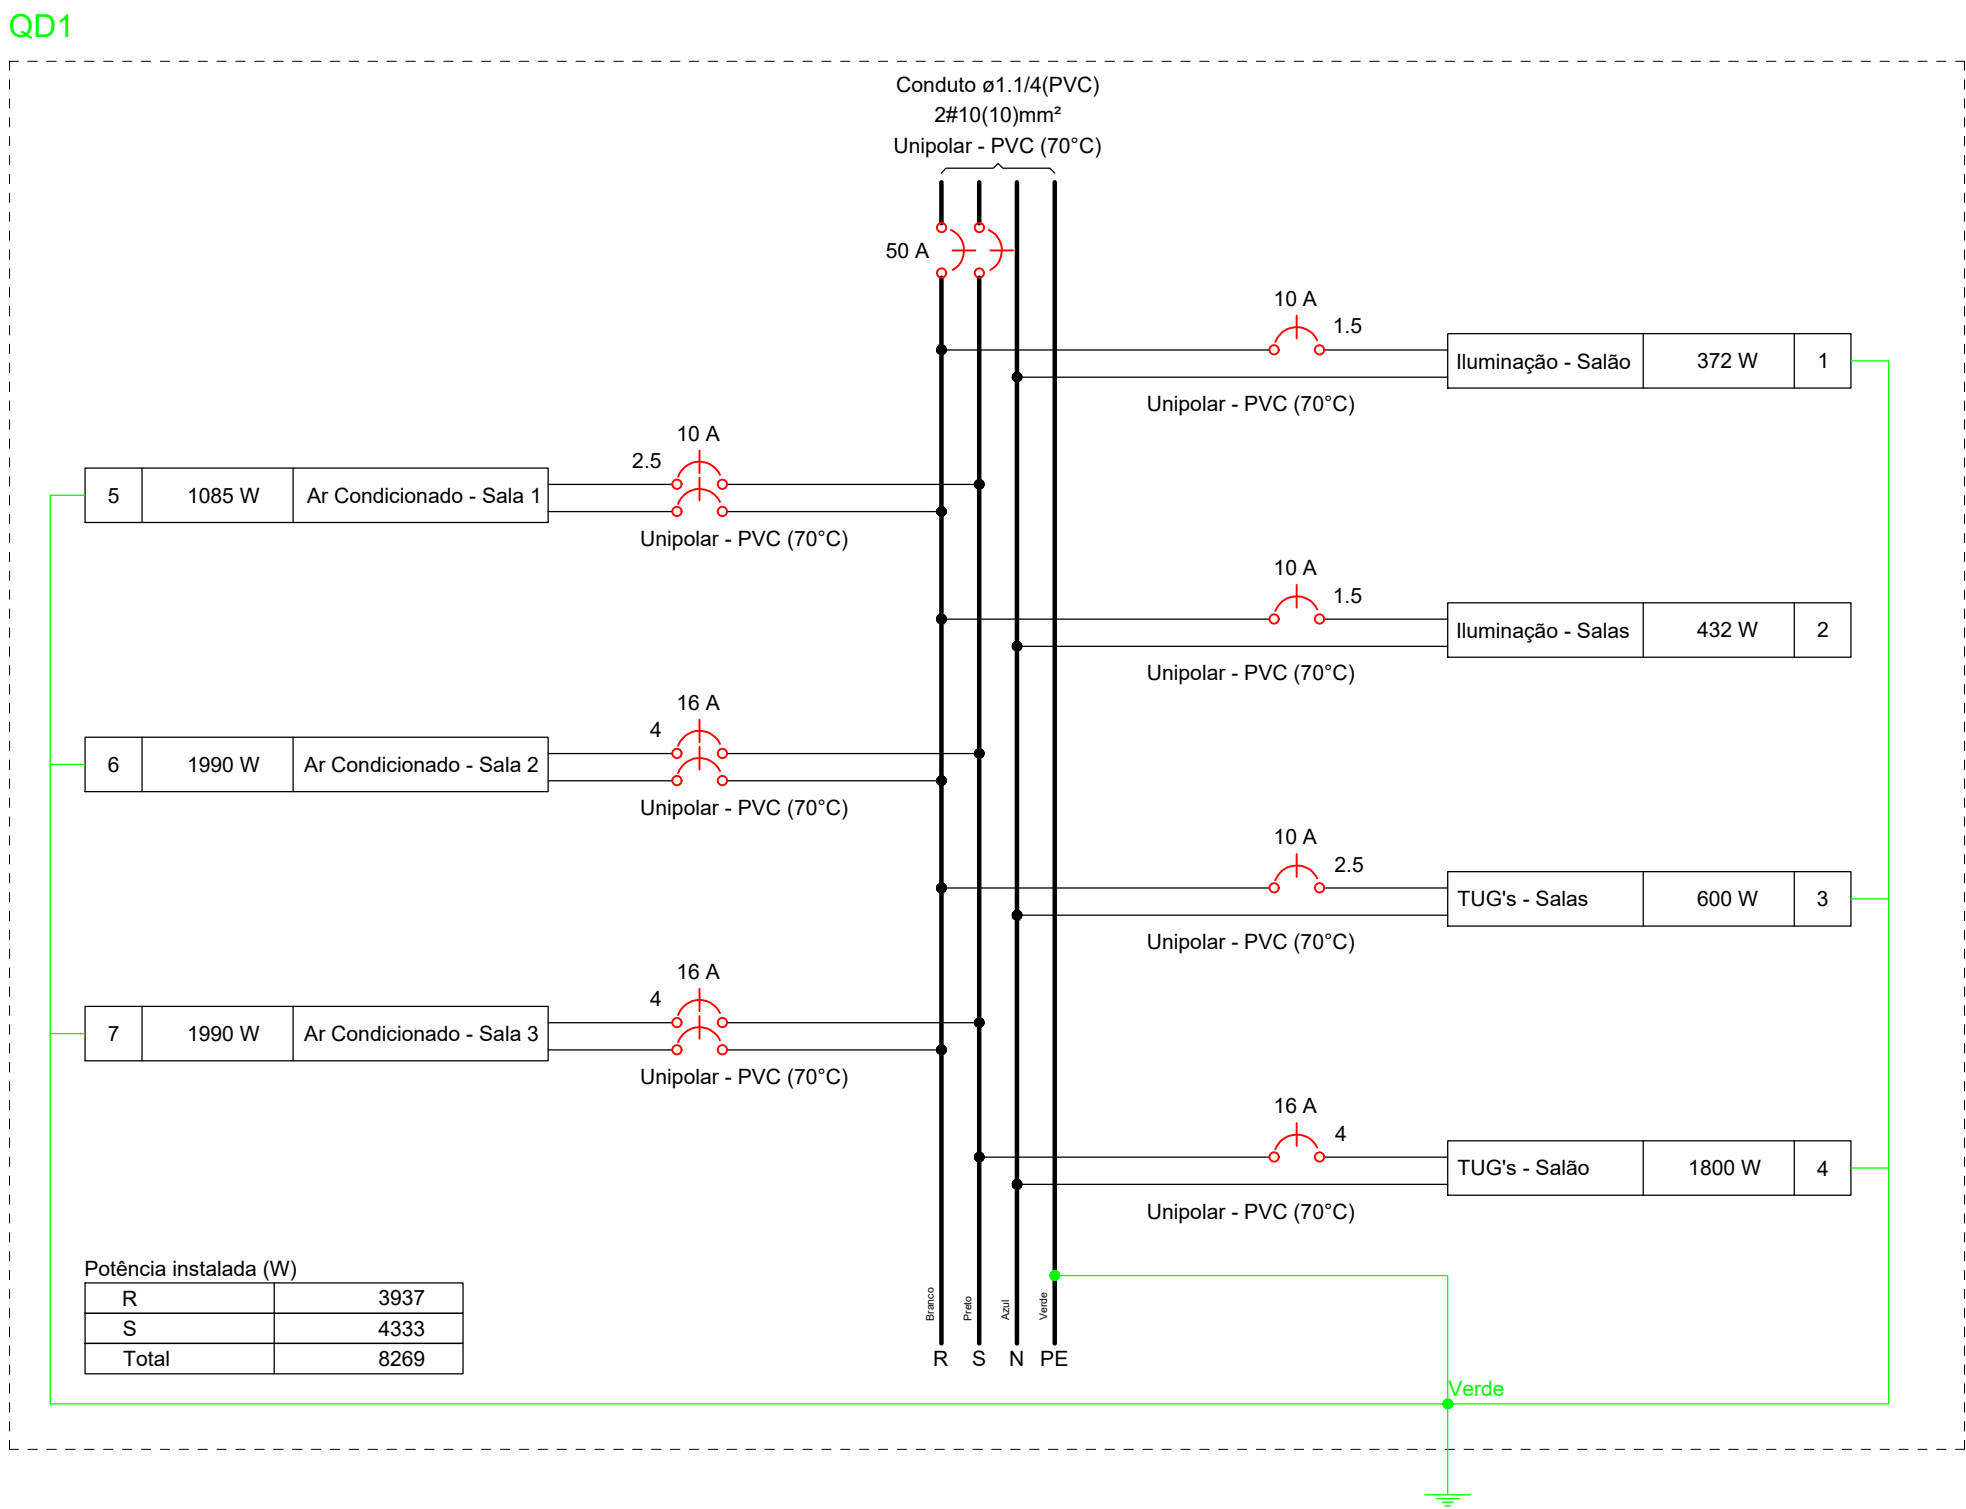 QD1
Conduto ø1.1/4(PVC)
2#10(10)mm²
Unipolar - PVC (70°C)
50 A
10 A
1.5
Iluminação - Salão 372 W 1
Unipolar - PVC (70°C)
10 A
2.5
5 1085 W Ar Condicionado - Sala 1
Unipolar - PVC (70°C)
10 A
1.5
Iluminação - Salas 432 W 2
Unipolar - PVC (70°C)
16 A
4
6 1990 W Ar Condicionado - Sala 2
Unipolar - PVC (70°C)
10 A
2.5
TUG's - Salas 600 W 3
Unipolar - PVC (70°C)
16 A
4
7 1990 W Ar Condicionado - Sala 3
Unipolar - PVC (70°C)
16 A
4
TUG's - Salão 1800 W 4
Unipolar - PVC (70°C)
Potência instalada (W)
R 3937
S 4333
Total 8269
Branco
Preto
Azul
Verde
R S N PE
Verde